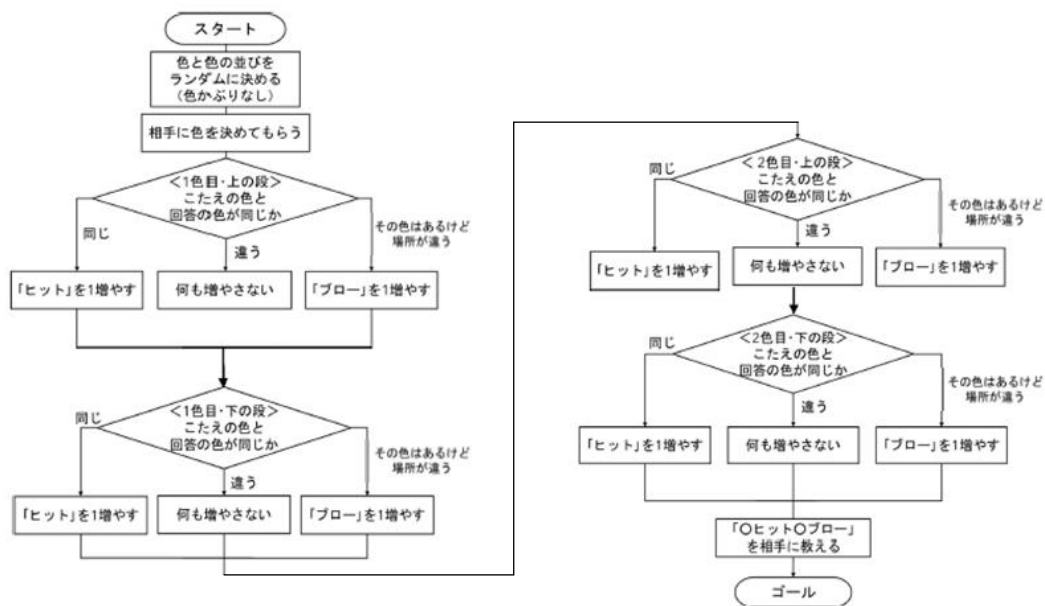 スタート
色と色の並びを
ランダムに決める
(色かぶりなし)
相手に色を決めてもらう
＜1色目・上の段＞
こたえの色と
回答の色が同じか
同じ
違う
その色はあるけど
場所が違う
「ヒット」を1増やす
何も増やさない
「ブロー」を1増やす
＜1色目・下の段＞
こたえの色と
回答の色が同じか
同じ
違う
その色はあるけど
場所が違う
「ヒット」を1増やす
何も増やさない
「ブロー」を1増やす
＜2色目・上の段＞
こたえの色と
回答の色が同じか
同じ
違う
その色はあるけど
場所が違う
「ヒット」を1増やす
何も増やさない
「ブロー」を1増やす
＜2色目・下の段＞
こたえの色と
回答の色が同じか
同じ
違う
その色はあるけど
場所が違う
「ヒット」を1増やす
何も増やさない
「ブロー」を1増やす
「〇ヒット〇ブロー」
を相手に教える
ゴール